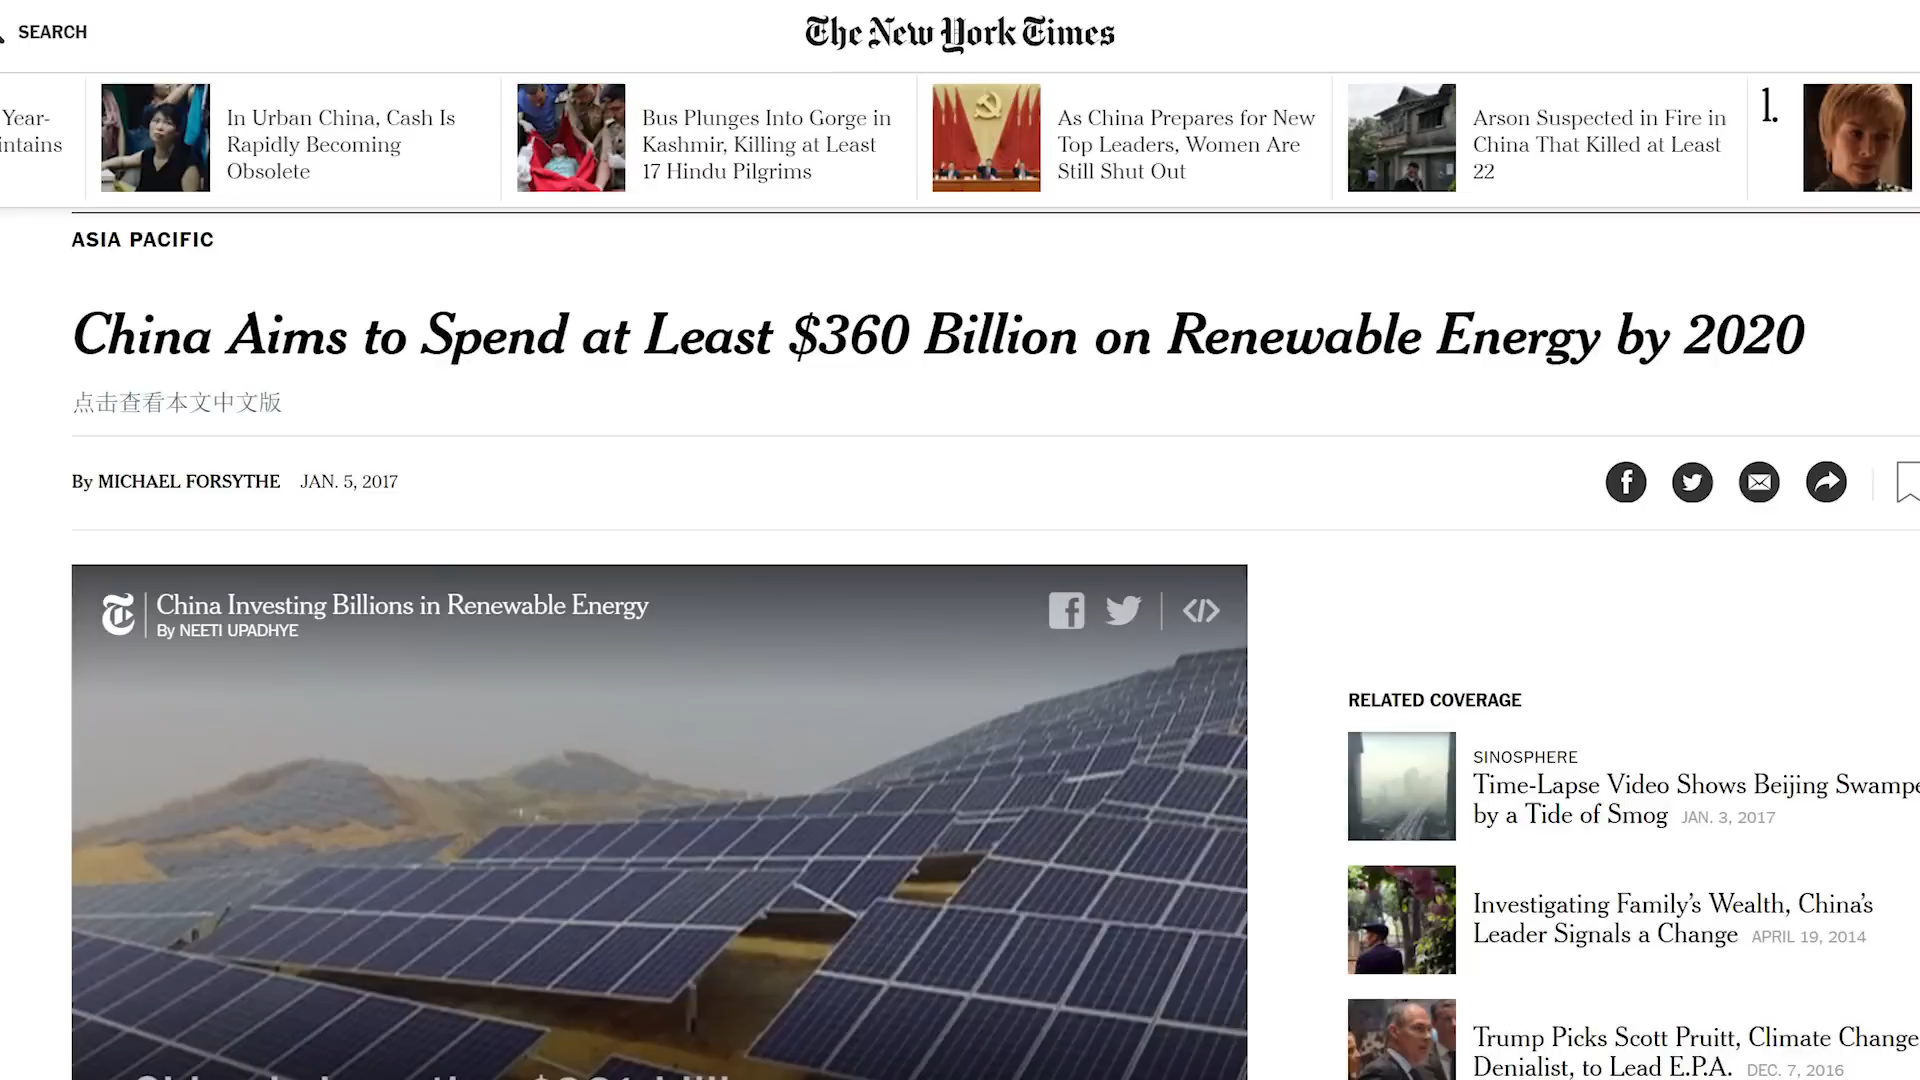 SEARCH
The New York Times
Year-
intains
In Urban China, Cash Is
Rapidly Becoming
Obsolete
Bus Plunges Into Gorge in
Kashmir, Killing at Least
17 Hindu Pilgrims
As China Prepares for New
Top Leaders, Women Are
Still Shut Out
Arson Suspected in Fire in
China That Killed at Least
22
1.
ASIA PACIFIC
China Aims to Spend at Least $360 Billion on Renewable Energy by 2020
点击查看本文中文版
By MICHAEL FORSYTHE JAN. 5, 2017
China Investing Billions in Renewable Energy
By NEETI UPADHYE
RELATED COVERAGE
SINOSPHERE
Time-Lapse Video Shows Beijing Swampe
by a Tide of Smog JAN. 3, 2017
Investigating Family’s Wealth, China’s
Leader Signals a Change APRIL 19, 2014
Trump Picks Scott Pruitt, Climate Change
Denialist, to Lead E.P.A. DEC. 7, 2016